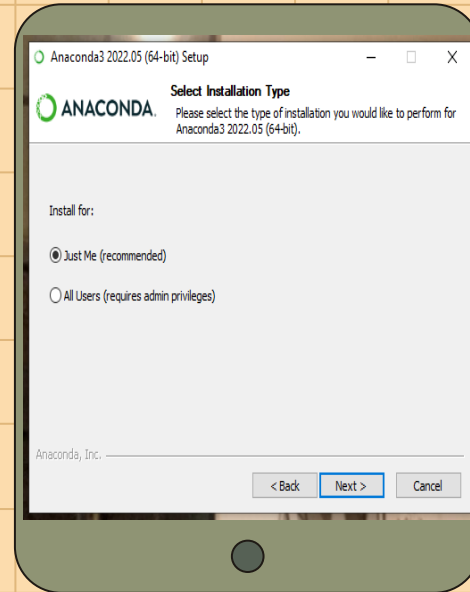 Anaconda3 2022.05 (64-bit) Setup
ANACONDA.
Select Installation Type
Please select the type of installation you would like to perform for
Anaconda3 2022.05 (64-bit).
Install for:
Just Me (recommended)
All Users (requires admin privileges)
Anaconda, Inc.
< Back Next > Cancel